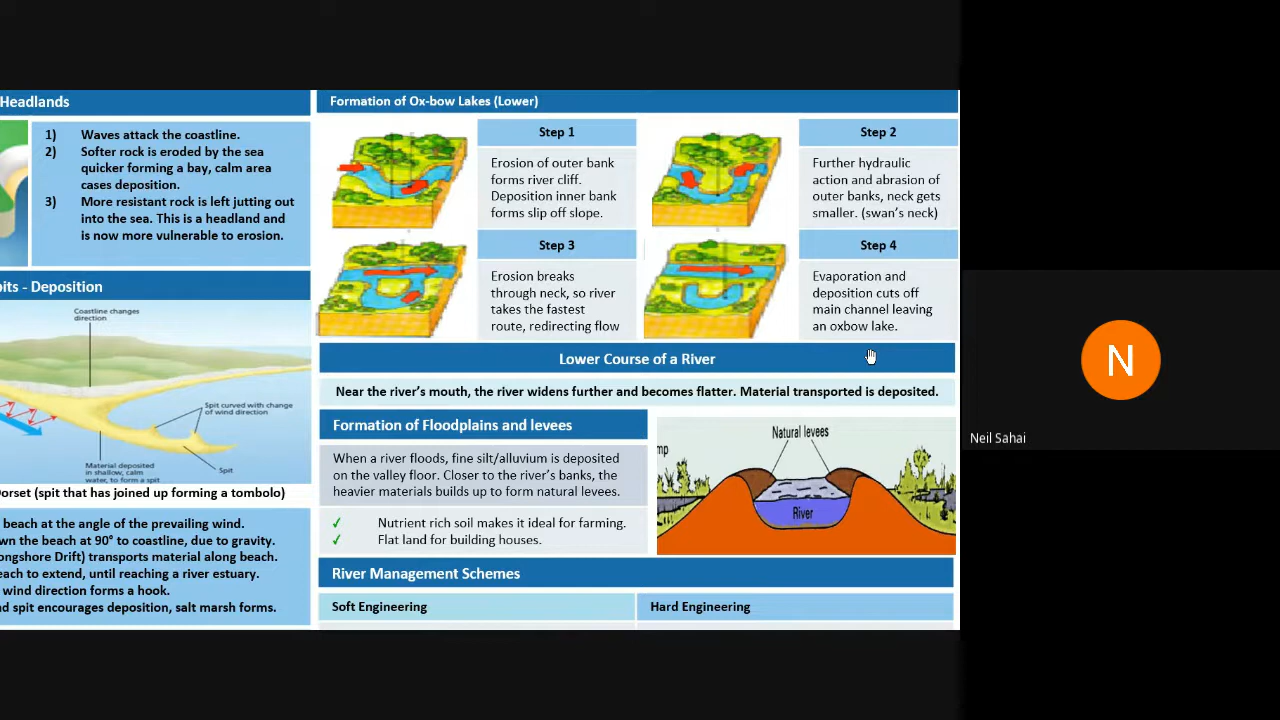 Headlands
1) Waves attack the coastline.
2) Softer rock is eroded by the sea
quicker forming a bay, calm area
cases deposition.
3) More resistant rock is left jutting out
into the sea. This is a headland and
is now more vulnerable to erosion.
pits - Deposition
Coastline changes
direction
Spit curved with change
of wind direction
Material deposited
in shallow, calm
water, to form a spit
Spit
Dorset (spit that has joined up forming a tombolo)
beach at the angle of the prevailing wind.
wn the beach at 90° to coastline, due to gravity.
ongshore Drift) transports material along beach.
each to extend, until reaching a river estuary.
wind direction forms a hook.
nd spit encourages deposition, salt marsh forms.
Formation of Ox-bow Lakes (Lower)
Step 1
Erosion of outer bank
forms river cliff.
Deposition inner bank
forms slip off slope.
Step 2
Further hydraulic
action and abrasion of
outer banks, neck gets
smaller. (swan's neck)
Step 3
Erosion breaks
through neck, so river
takes the fastest
route, redirecting flow
Step 4
Evaporation and
deposition cuts off
main channel leaving
an oxbow lake.
Lower Course of a River
Near the river's mouth, the river widens further and becomes flatter. Material transported is deposited.
Formation of Floodplains and levees
When a river floods, fine silt/alluvium is deposited
on the valley floor. Closer to the river's banks, the
heavier materials builds up to form natural levees.
✓ Nutrient rich soil makes it ideal for farming.
✓ Flat land for building houses.
Natural levees
mp
River
River Management Schemes
Soft Engineering
Hard Engineering
N
Neil Sahai